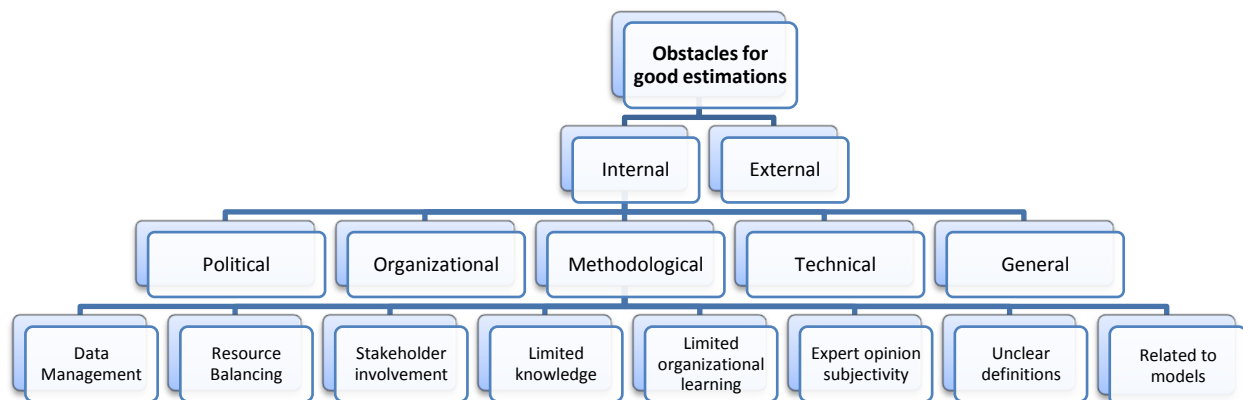 Obstacles for
good estimations
Internal
External
Political
Organizational
Methodological
Technical
General
Data
Management
Resource
Balancing
Stakeholder
involvement
Limited
knowledge
Limited
organizational
learning
Expert opinion
subjectivity
Unclear
definitions
Related to
models